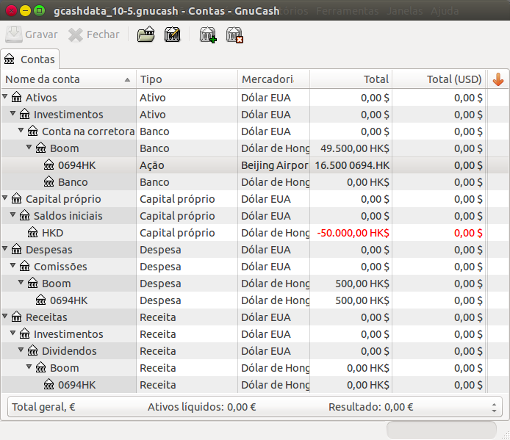 gcashdata_10-5.gnucash - Contas - GnuCash
Gravar Fechar
Contas
Nome da conta Tipo Mercadori Total Total (USD)
Ativos Ativo Dólar EUA 0,00 $ 0,00 $
Investimentos Ativo Dólar EUA 0,00 $ 0,00 $
Conta na corretora Banco Dólar EUA 0,00 $ 0,00 $
Boom Banco Dólar de Hong 49.500,00 HK$ 0,00 $
0694HK Ação Beijing Airpor 16.500 0694.HK 0,00 $
Banco Banco Dólar de Hong 0,00 HK$ 0,00 $
Capital próprio Capital próprio Dólar EUA 0,00 $ 0,00 $
Saldos iniciais Capital próprio Dólar EUA 0,00 $ 0,00 $
HKD Capital próprio Dólar de Hong -50.000,00 HK$ 0,00 $
Despesas Despesa Dólar EUA 0,00 $ 0,00 $
Comissões Despesa Dólar EUA 0,00 $ 0,00 $
Boom Despesa Dólar de Hong 500,00 HK$ 0,00 $
0694HK Despesa Dólar de Hong 500,00 HK$ 0,00 $
Receitas Receita Dólar EUA 0,00 $ 0,00 $
Investimentos Receita Dólar EUA 0,00 $ 0,00 $
Dividendos Receita Dólar EUA 0,00 $ 0,00 $
Boom Receita Dólar de Hong 0,00 HK$ 0,00 $
0694HK Receita Dólar de Hong 0,00 HK$ 0,00 $
Total geral, € Ativos líquidos: 0,00 € Resultado: 0,00 €